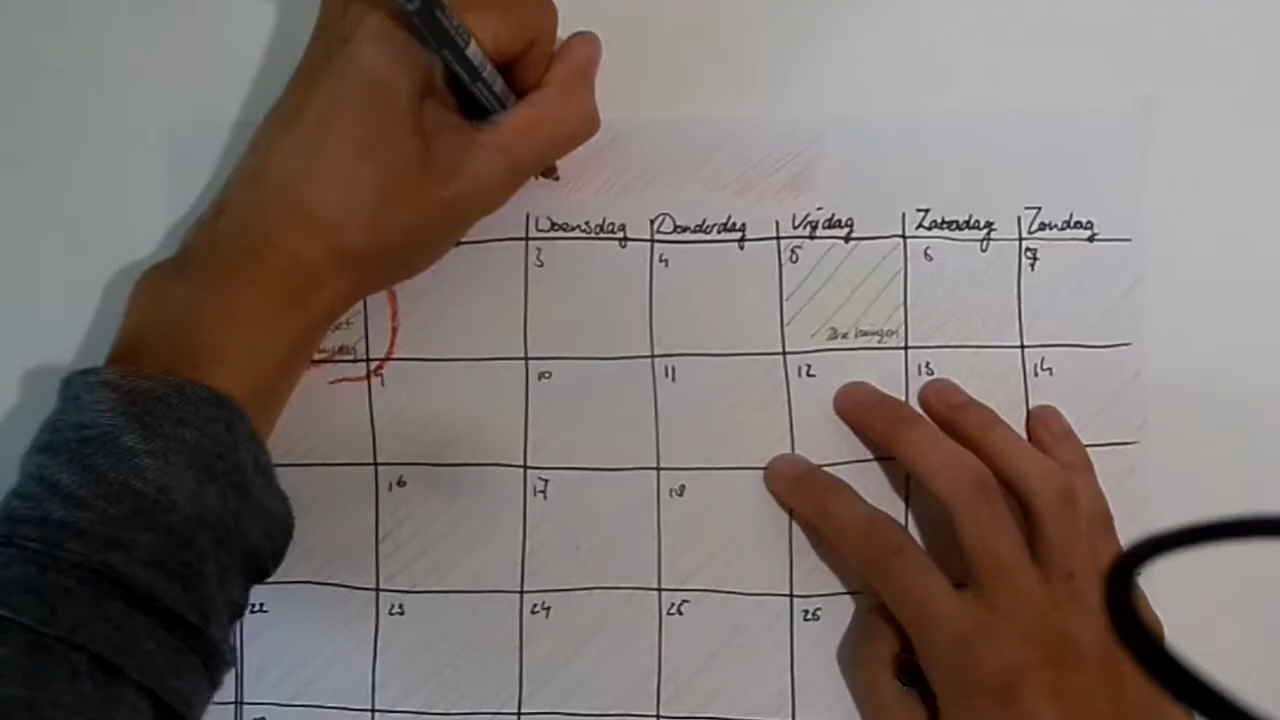 Woensdag Donderdag Vrijdag Zaterdag Zondag
3 4 5 6 7
9 10 11 12 13 14
16 17 18
22 23 24 25 26